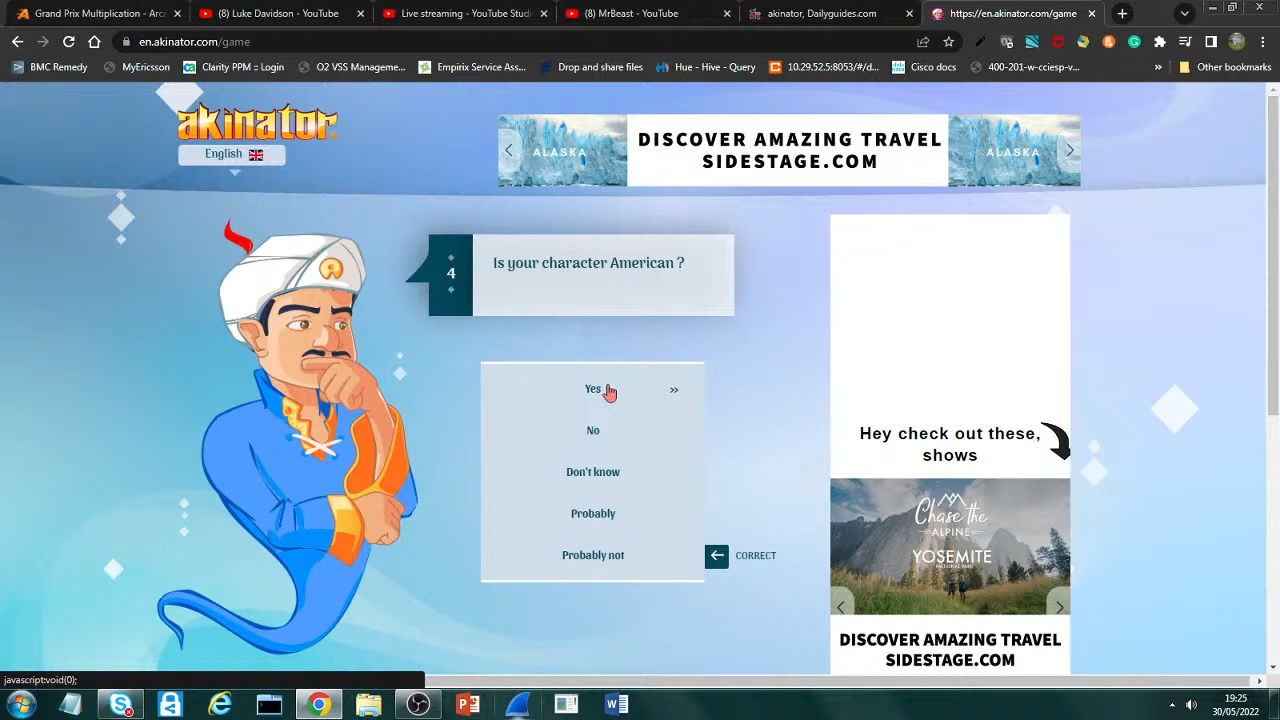 Grand Prix Multiplication - Arc
Luke Davidson - YouTube
Live streaming YouTube Stud
(8) MrBeast - YouTube
akinator, Dailyguides.com
https://en.akinator.com/ga
en.akinator.com/game
BMC Remedy
MyEricsson
Clarity PPM :: Login
O2 VSS Manageme...
Empirix Service Ass...
Drop and share files
Hue - Hive - Query
10.29.52.5:8053/#/d...
Cisco docs
400-201-w-cciesp-v...
»
Other bookmarks
akinator
English
ALASKA
DISCOVER AMAZING TRAVEL
SIDESTAGE.COM
ALASKA
4
Is your character American ?
Yes
No
Don't know
Probably
Probably not
CORRECT
Hey check out these,
shows
Chase the
ALPINE
YOSEMITE
NATIONAL PARK
DISCOVER AMAZING TRAVEL
SIDESTAGE.COM
javascript:void(0);
19:25
30/05/2022